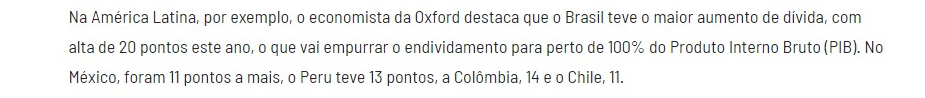 Na América Latina, por exemplo, o economista da Oxford destaca que o Brasil teve o maior aumento de dívida, com
alta de 20 pontos este ano, o que vai empurrar o endividamento para perto de 100% do Produto Interno Bruto (PIB). No
México, foram 11 pontos a mais, o Peru teve 13 pontos, a Colômbia, 14 e o Chile, 11.